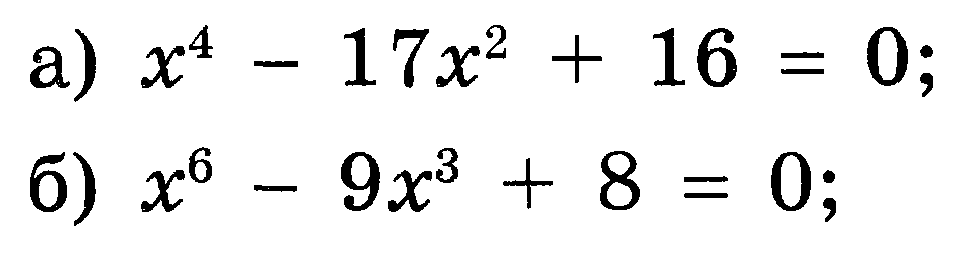 а) x⁴ – 17x² + 16 = 0;
б) x⁶ – 9x³ + 8 = 0;